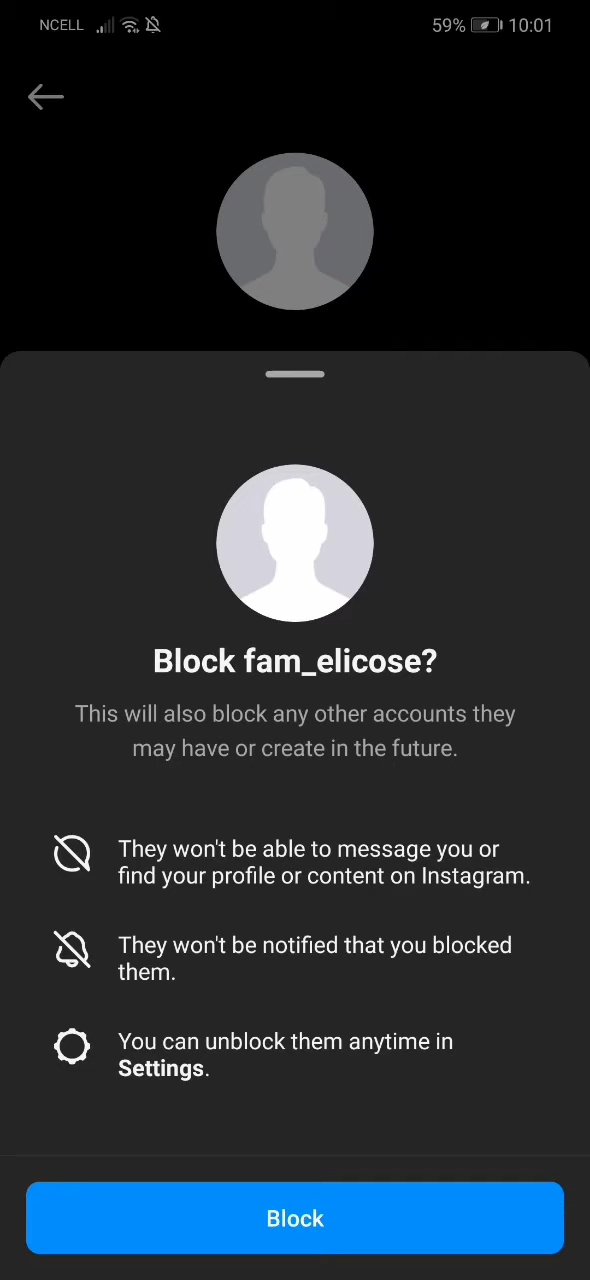 NCELL 59% 10:01
Block fam_elicose?
This will also block any other accounts they
may have or create in the future.
They won't be able to message you or
find your profile or content on Instagram.
They won't be notified that you blocked
them.
You can unblock them anytime in
Settings.
Block